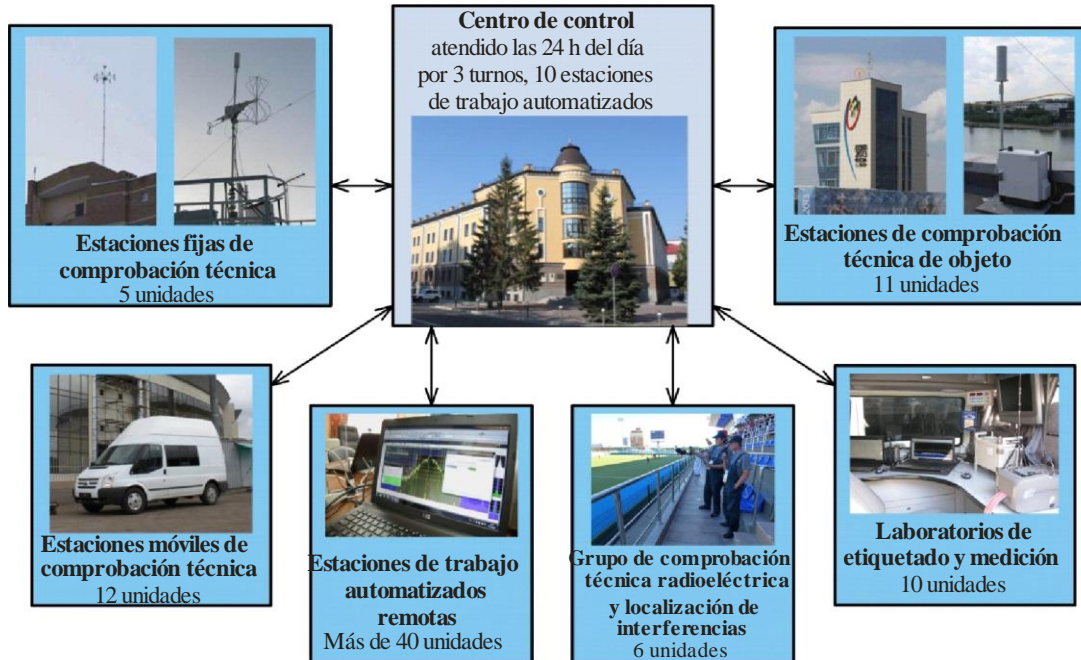 Centro de control
atendido las 24 h del día
por 3 turnos, 10 estaciones
de trabajo automatizados
Estaciones fijas de
comprobación técnica
5 unidades
Estaciones de comprobación
técnica de objeto
11 unidades
Estaciones móviles de
comprobación técnica
12 unidades
Estaciones de trabajo
automatizados
remotas
Más de 40 unidades
Grupo de comprobación
técnica radioeléctrica
y localización de
interferencias
6 unidades
Laboratorios de
etiquetado y medición
10 unidades